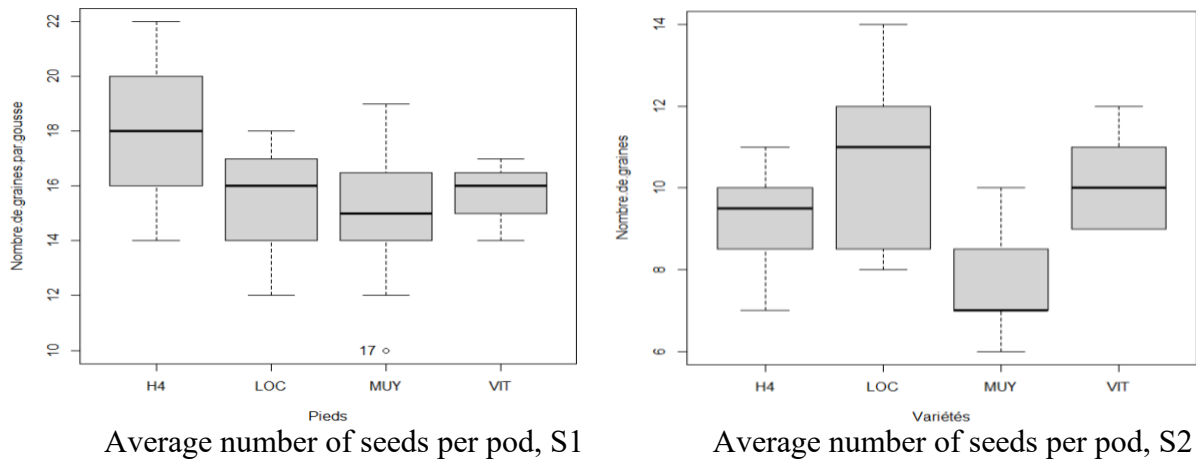 Nombre.de.graines.par.gousse
22
20
18
16
14
12
10
17
H4 LOC MUY VIT
Pieds
Average number of seeds per pod, S1
Nombre.de.graines
14
12
10
8
6
H4 LOC MUY VIT
Variétés
Average number of seeds per pod, S2